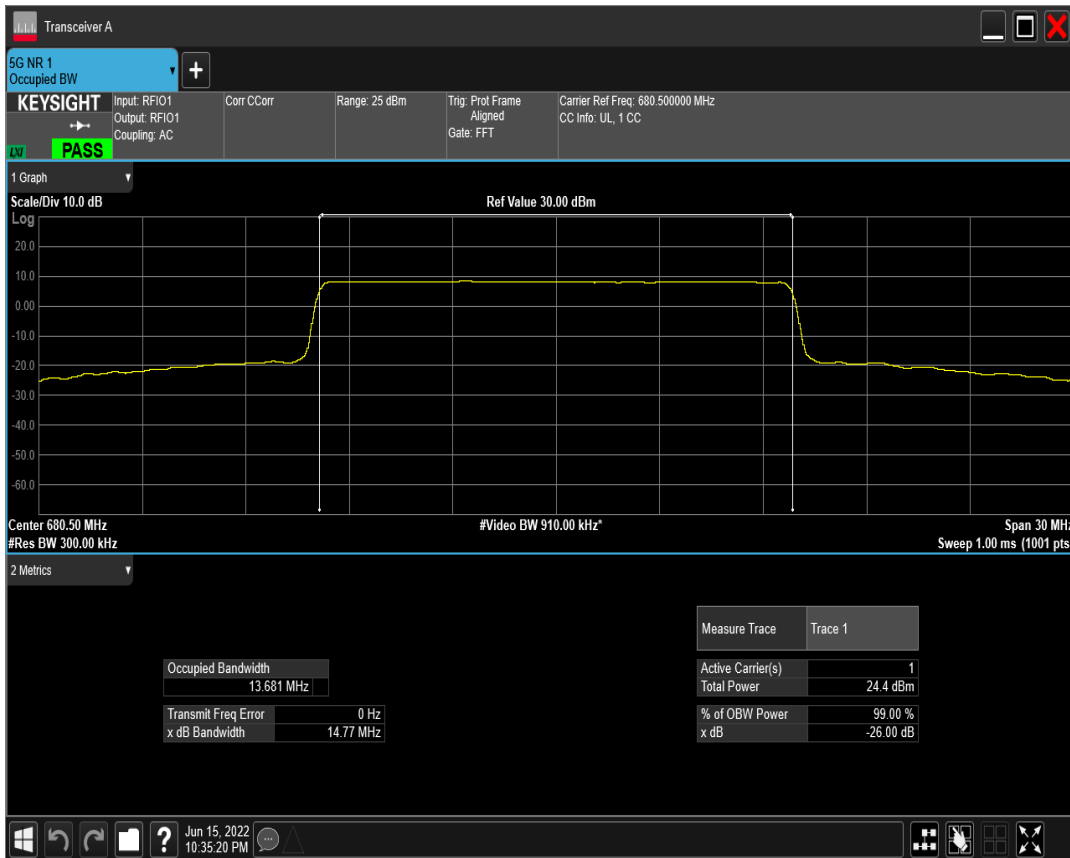 Transceiver A
5G NR 1
Occupied BW
+
KEYSIGHT
LXI
PASS
Input: RFIO1
Output: RFIO1
Coupling: AC
Corr CCorr
Range: 25 dBm
Trig: Prot Frame
Aligned
Gate: FFT
Carrier Ref Freq: 680.500000 MHz
CC Info: UL, 1 CC
1 Graph
Scale/Div 10.0 dB
Ref Value 30.00 dBm
Log
20.0
10.0
0.00
-10.0
-20.0
-30.0
-40.0
-50.0
-60.0
Center 680.50 MHz
#Video BW 910.00 kHz*
Span 30 MHz
#Res BW 300.00 kHz
Sweep 1.00 ms (1001 pts
2 Metrics
Measure Trace
Trace 1
Occupied Bandwidth
13.681 MHz
Active Carrier(s)
1
Total Power
24.4 dBm
Transmit Freq Error
0 Hz
x dB Bandwidth
14.77 MHz
% of OBW Power
99.00 %
x dB
-26.00 dB
?
Jun 15, 2022
10:35:20 PM